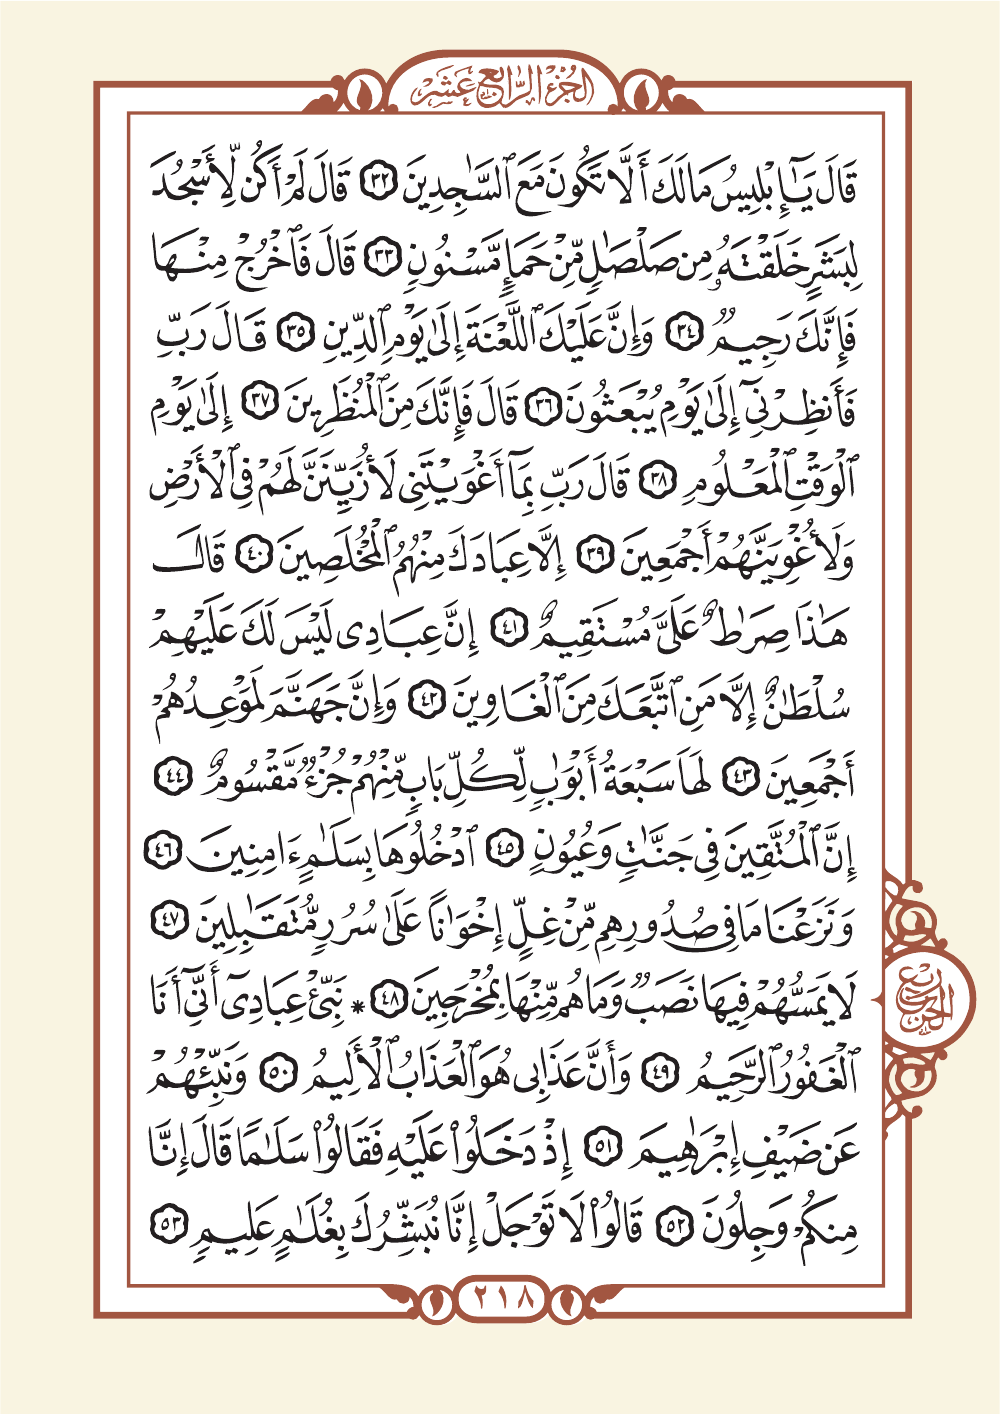 الجزء الرابع عشر
قَالَ يَٰٓإِبْلِيسُ مَا لَكَ أَلَّا تَكُونَ مَعَ ٱلسَّٰجِدِينَ ٣٢ قَالَ لَمْ أَكُن لِّأَسْجُدَ
لِبَشَرٍ خَلَقْتَهُۥ مِن صَلْصَٰلٍ مِّنْ حَمَإٍ مَّسْنُونٍ ٣٣ قَالَ فَٱخْرُجْ مِنْهَا
فَإِنَّكَ رَجِيمٌ ٣٤ وَإِنَّ عَلَيْكَ ٱللَّعْنَةَ إِلَىٰ يَوْمِ ٱلدِّينِ ٣٥ قَالَ رَبِّ
فَأَنظِرْنِىٓ إِلَىٰ يَوْمِ يُبْعَثُونَ ٣٦ قَالَ فَإِنَّكَ مِنَ ٱلْمُنظَرِينَ ٣٧ إِلَىٰ يَوْمِ
ٱلْوَقْتِ ٱلْمَعْلُومِ ٣٨ قَالَ رَبِّ بِمَآ أَغْوَيْتَنِى لَأُزَيِّنَنَّ لَهُمْ فِى ٱلْأَرْضِ
وَلَأُغْوِيَنَّهُمْ أَجْمَعِينَ ٣٩ إِلَّا عِبَادَكَ مِنْهُمُ ٱلْمُخْلَصِينَ ٤٠ قَالَ
هَٰذَا صِرَٰطٌ عَلَىَّ مُسْتَقِيمٌ ٤١ إِنَّ عِبَادِى لَيْسَ لَكَ عَلَيْهِمْ
سُلْطَٰنٌ إِلَّا مَنِ ٱتَّبَعَكَ مِنَ ٱلْغَاوِينَ ٤٢ وَإِنَّ جَهَنَّمَ لَمَوْعِدُهُمْ
أَجْمَعِينَ ٤٣ لَهَا سَبْعَةُ أَبْوَٰبٍ لِّكُلِّ بَابٍ مِّنْهُمْ جُزْءٌ مَّقْسُومٌ ٤٤
إِنَّ ٱلْمُتَّقِينَ فِى جَنَّٰتٍ وَعُيُونٍ ٤٥ ٱدْخُلُوهَا بِسَلَٰمٍ ءَامِنِينَ ٤٦
وَنَزَعْنَا مَا فِى صُدُورِهِم مِّنْ غِلٍّ إِخْوَٰنًا عَلَىٰ سُرُرٍ مُّتَقَٰبِلِينَ ٤٧
لَا يَمَسُّهُمْ فِيهَا نَصَبٌ وَمَا هُم مِّنْهَا بِمُخْرَجِينَ ٤٨ * نَبِّئْ عِبَادِىٓ أَنِّىٓ أَنَا
ٱلْغَفُورُ ٱلرَّحِيمُ ٤٩ وَأَنَّ عَذَابِى هُوَ ٱلْعَذَابُ ٱلْأَلِيمُ ٥٠ وَنَبِّئْهُمْ
عَن ضَيْفِ إِبْرَٰهِيمَ ٥١ إِذْ دَخَلُوا۟ عَلَيْهِ فَقَالُوا۟ سَلَٰمًا قَالَ إِنَّا
مِنكُمْ وَجِلُونَ ٥٢ قَالُوا۟ لَا تَوْجَلْ إِنَّا نُبَشِّرُكَ بِغُلَٰمٍ عَلِيمٍ ٥٣
ربع
الحزب
٢١٨